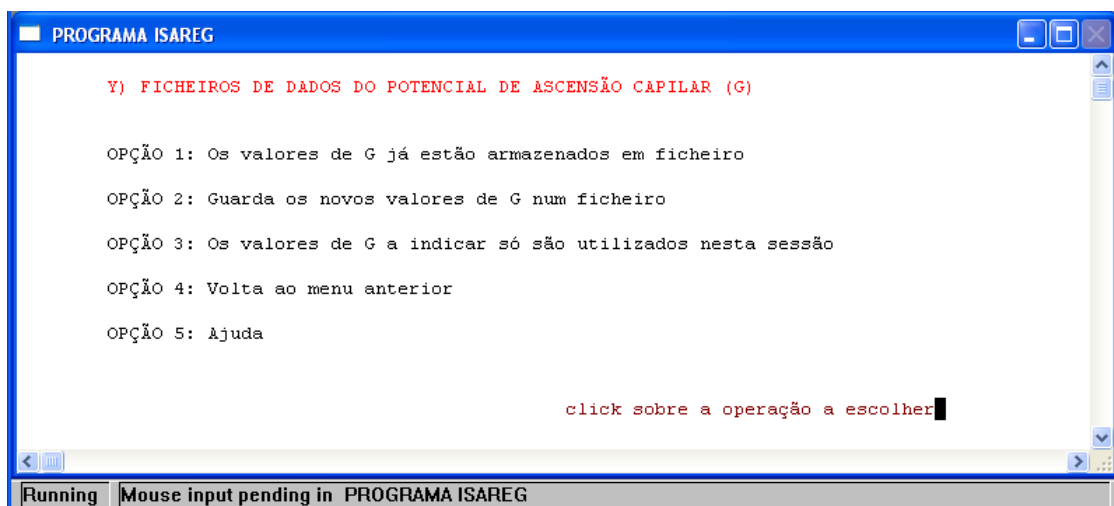 PROGRAMA ISAREG
Y) FICHEIROS DE DADOS DO POTENCIAL DE ASCENSÃO CAPILAR (G)
OPÇÃO 1: Os valores de G já estão armazenados em ficheiro
OPÇÃO 2: Guarda os novos valores de G num ficheiro
OPÇÃO 3: Os valores de G a indicar só são utilizados nesta sessão
OPÇÃO 4: Volta ao menu anterior
OPÇÃO 5: Ajuda
click sobre a operação a escolher
Running Mouse input pending in PROGRAMA ISAREG